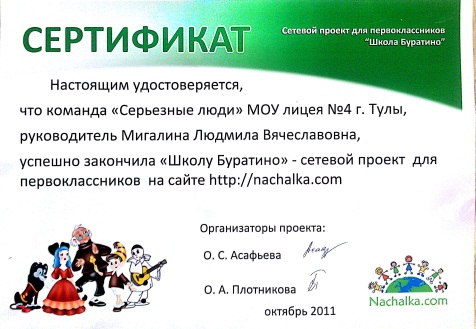 СЕРТИФИКАТ
Сетевой проект для первоклассников
"Школа Буратино"
Настоящим удостоверяется,
что команда «Серьезные люди» МОУ лицея №4 г. Тулы,
руководитель Мигалина Людмила Вячеславовна,
успешно закончила «Школу Буратино» - сетевой проект для
первоклассников на сайте http://nachalka.com
Организаторы проекта:
О. С. Асафьева
О. А. Плотникова
октябрь 2011
Nachalka.com